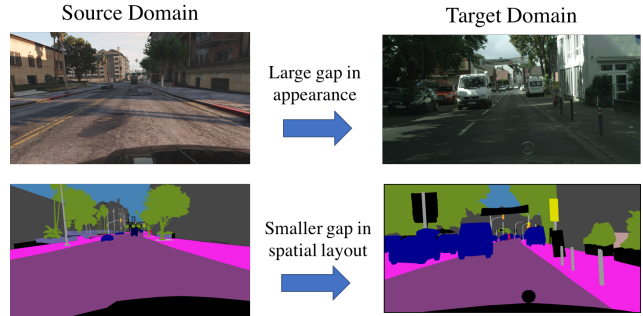 Source Domain
Target Domain
Large gap in
appearance
Smaller gap in
spatial layout